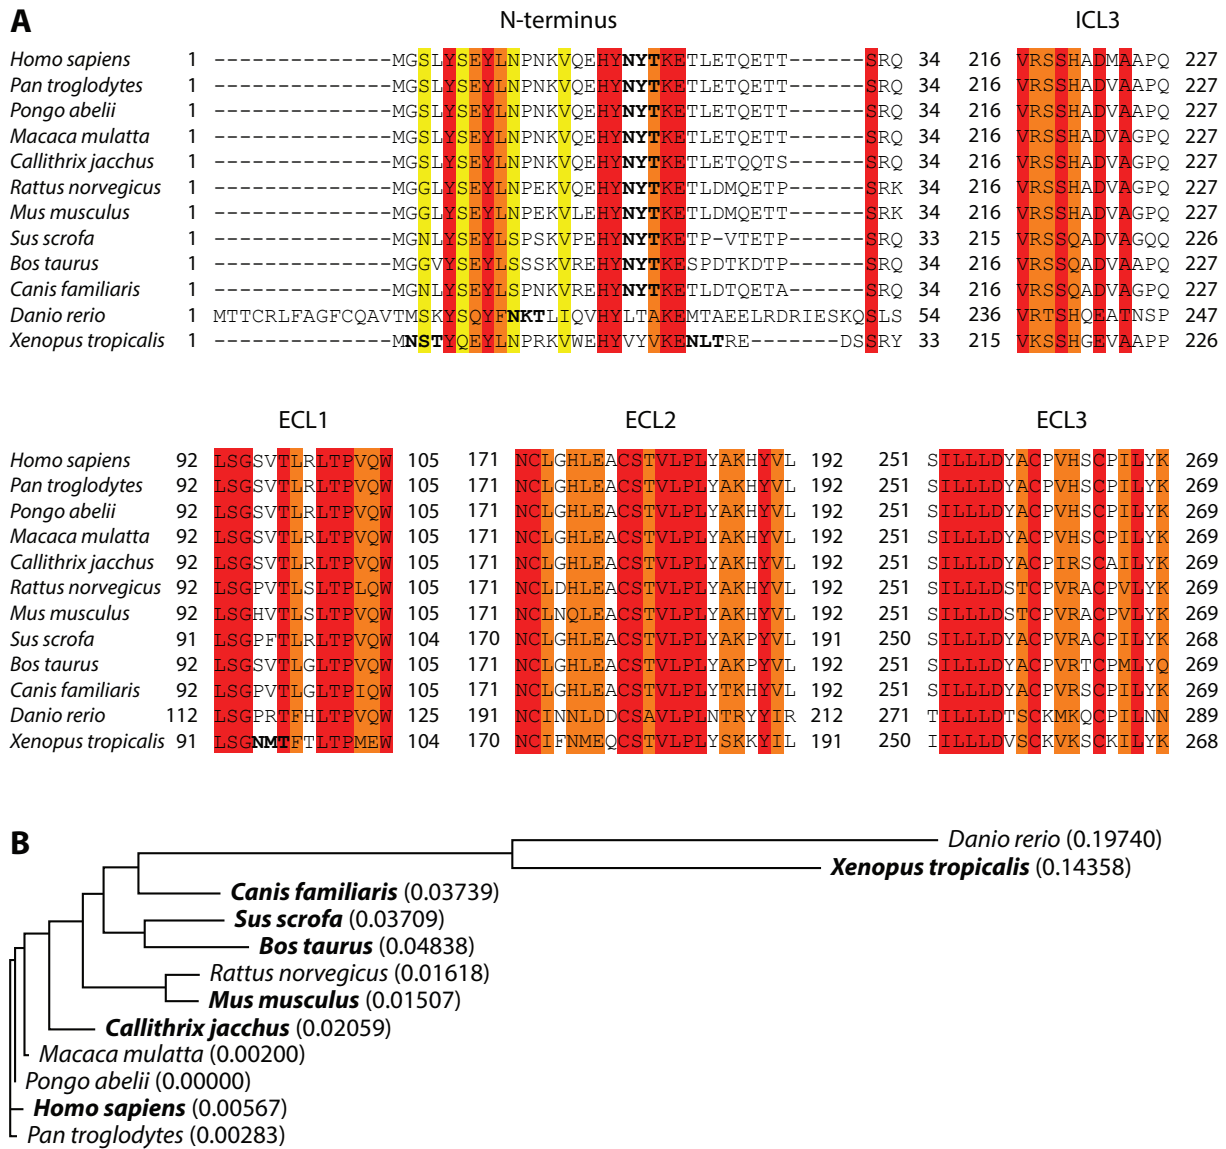 A
N-terminus ICL3
Homo sapiens 1 --------------MGSLYSEYLNPNKVQEHYNYTKETLETQETT------SRQ 34 216 VRSSHADMAAPQ 227
Pan troglodytes 1 --------------MGSLYSEYLNPNKVQEHYNYTKETLETQETT------SRQ 34 216 VRSSHADVAAPQ 227
Pongo abelii 1 --------------MGSLYSEYLNPNKVQEHYNYTKETLETQETT------SRQ 34 216 VRSSHADVAAPQ 227
Macaca mulatta 1 --------------MGSLYSEYLNPNKVQEHYNYTKETLETQETT------SRQ 34 216 VRSSHADVAGPQ 227
Callithrix jacchus 1 --------------MGSLYSEYLNPNKVQEHYNYTKETLETQQTS------SRQ 34 216 VRSSHADVAGPQ 227
Rattus norvegicus 1 --------------MGGLYSEYLNPEKVQEHYNYTKETLDMQETP------SRK 34 216 VRSSHADVAGPQ 227
Mus musculus 1 --------------MGGLYSEYLNPEKVLEHYNYTKETLDMQETT------SRK 34 216 VRSSHADVAGPQ 227
Sus scrofa 1 --------------MGNLYSEYLSPSKVPEHYNYTKETP-VTETP------SRQ 33 215 VRSSQADVAGQQ 226
Bos taurus 1 --------------MGGVYSEYLSSSKVREHYNYTKESPDTKDTP------SRQ 34 216 VRSSQADVAAPQ 227
Canis familiaris 1 --------------MGNLYSEYLSPNKVREHYNYTKETLDTQETA------SRQ 34 216 VRSSQADVAAPQ 227
Danio rerio 1 MTTCRLFAGFCQAVTMSKYSQYFNKTLIQVHYLTAKEMTAEELRDRIESKQSLS 54 236 VRTSHQEATNSP 247
Xenopus tropicalis 1 --------------MNSTYQEYLNPRKVWEHYVYVKENLTRE-------DSSRY 33 215 VKSSHGEVAAPP 226
ECL1 ECL2 ECL3
Homo sapiens 92 LSGSVTLRLTPVQW 105 171 NCLGHLEACSTVLPLYAKHYVL 192 251 SILLLDYACPVHSCPILYK 269
Pan troglodytes 92 LSGSVTLRLTPVQW 105 171 NCLGHLEACSTVLPLYAKHYVL 192 251 SILLLDYACPVHSCPILYK 269
Pongo abelii 92 LSGSVTLRLTPVQW 105 171 NCLGHLEACSTVLPLYAKHYVL 192 251 SILLLDYACPVHSCPILYK 269
Macaca mulatta 92 LSGSVTLRLTPVQW 105 171 NCLGHLEACSTVLPLYAKHYVL 192 251 SILLLDYACPVHSCPILYK 269
Callithrix jacchus 92 LSGSVTLRLTPVQW 105 171 NCLGHLEACSTVLPLYAKHYVL 192 251 SILLLDYACPIRSCAILYK 269
Rattus norvegicus 92 LSGPVTLSLTPLQW 105 171 NCLDHLEACSTVLPLYAKHYVL 192 251 SILLLDSTCPVRACPVLYK 269
Mus musculus 92 LSGHVTLSLTPVQW 105 171 NCLNQLEACSTVLPLYAKHYVL 192 251 SILLLDSTCPVRACPVLYK 269
Sus scrofa 91 LSGPFTLRLTPVQW 104 170 NCLGHLEACSTVLPLYAKPYVL 191 250 SILLLDYACPVRACPILYK 268
Bos taurus 92 LSGSVTLGLTPVQW 105 171 NCLGHLEACSTVLPLYAKPYVL 192 251 SILLLDYACPVRTCPMLYQ 269
Canis familiaris 92 LSGPVTLGLTPIQW 105 171 NCLGHLEACSTVLPLYTKHYVL 192 251 SILLLDYACPVRSCPILYK 269
Danio rerio 112 LSGPRTFHLTPVQW 125 191 NCINNLDDCSAVLPLNTRYYIR 212 271 TILLLDTSCKMKQCPILNN 289
Xenopus tropicalis 91 LSGNMTFTLTPMEW 104 170 NCIFNMEQCSTVLPLYSKKYIL 191 250 IILLLDVSCKVKSCKILYK 268
B
Danio rerio (0.19740)
Xenopus tropicalis (0.14358)
Canis familiaris (0.03739)
Sus scrofa (0.03709)
Bos taurus (0.04838)
Rattus norvegicus (0.01618)
Mus musculus (0.01507)
Callithrix jacchus (0.02059)
Macaca mulatta (0.00200)
Pongo abelii (0.00000)
Homo sapiens (0.00567)
Pan troglodytes (0.00283)